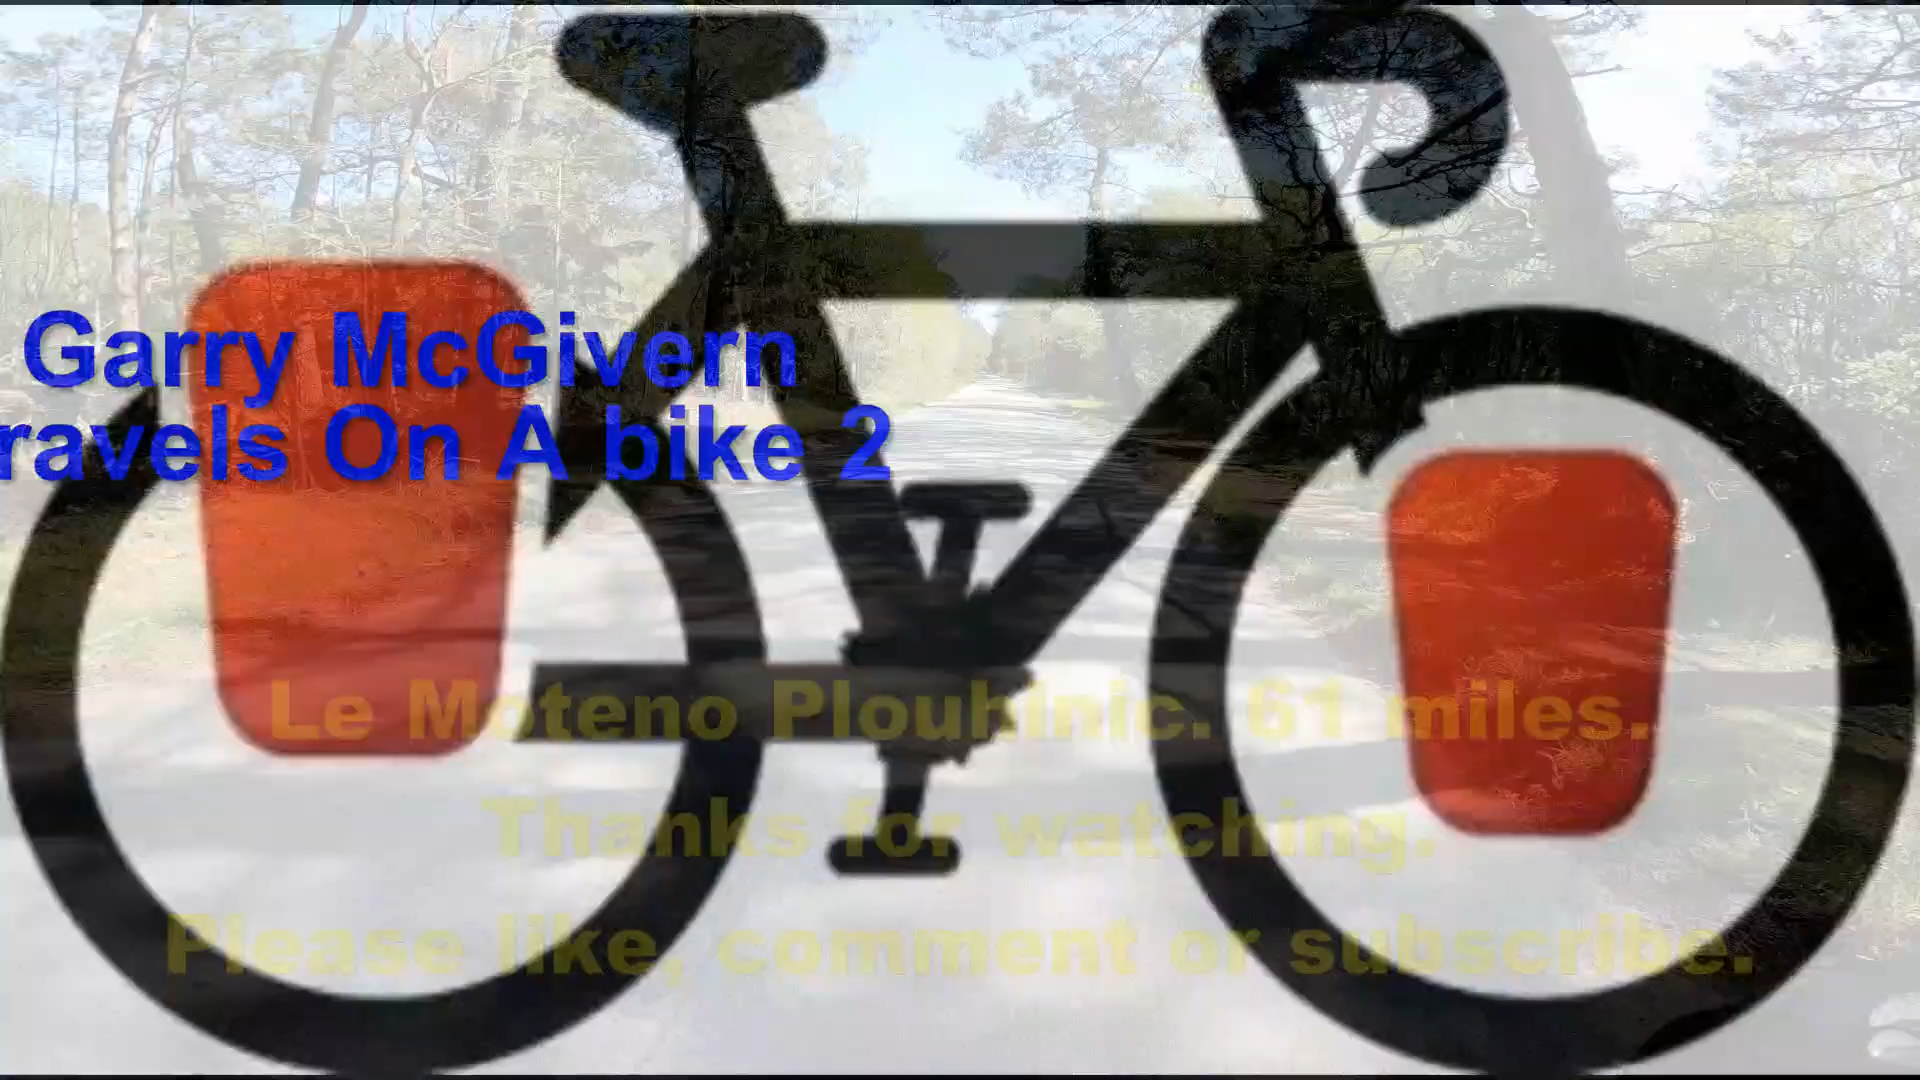 Garry McGivern
ravels On A bike 2
Le Moteno Plouhinic. 61 miles.
Thanks for watching.
Please like, comment or subscribe.